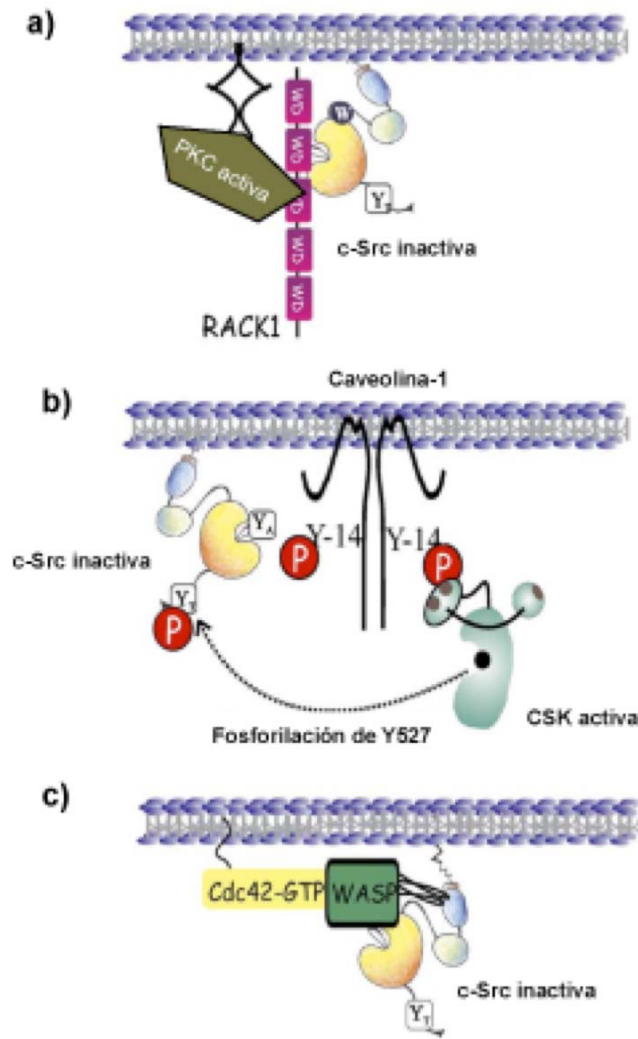 a)
PKC activa
WD
WD
D
WD
WD
W
Y
c-Src inactiva
RACK1
Caveolina-1
b)
c-Src inactiva
Y
Y
P
P
Y-14
Y-14
P
Fosforilación de Y527
CSK activa
c)
Cdc42-GTP
WASP
c-Src inactiva
Y